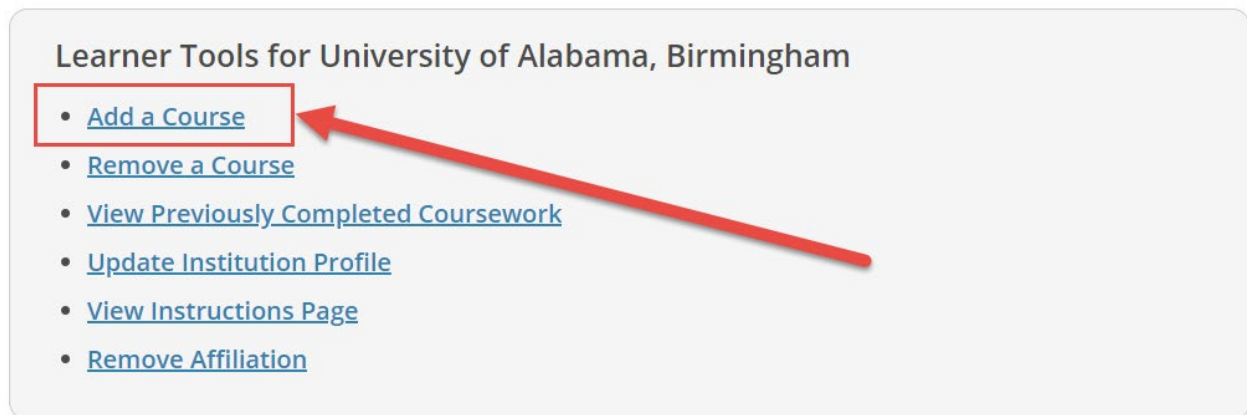 Learner Tools for University of Alabama, Birmingham
Add a Course
Remove a Course
View Previously Completed Coursework
Update Institution Profile
View Instructions Page
Remove Affiliation